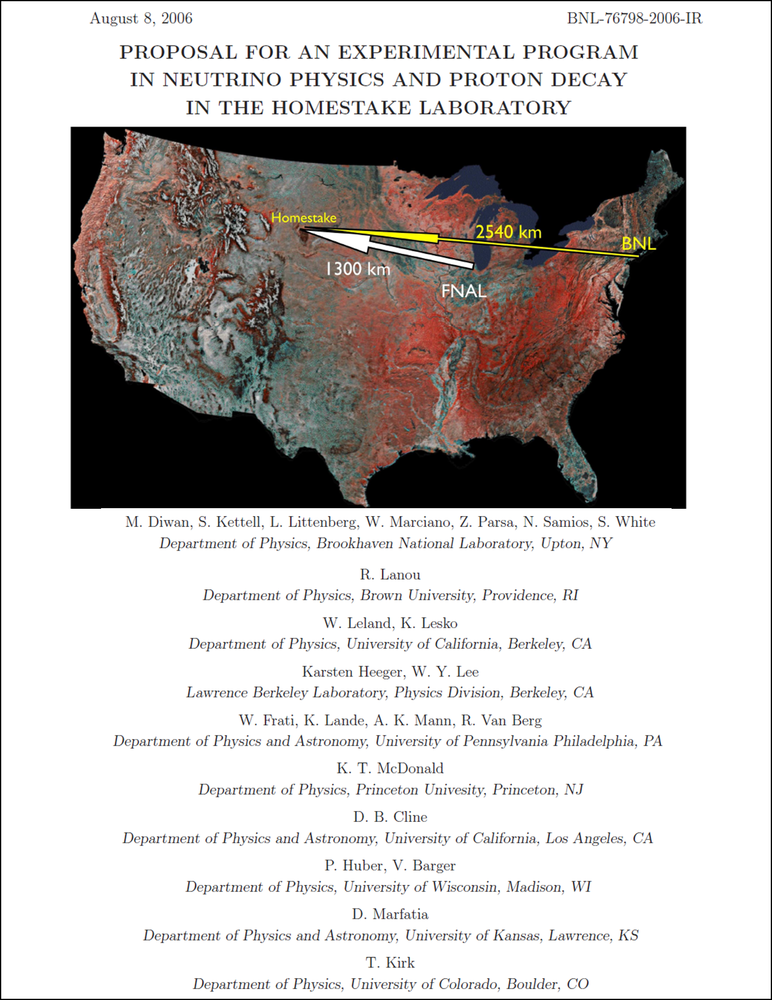 August 8, 2006 BNL-76798-2006-IR
PROPOSAL FOR AN EXPERIMENTAL PROGRAM
IN NEUTRINO PHYSICS AND PROTON DECAY
IN THE HOMESTAKE LABORATORY
Homestake
2540 km
BNL
1300 km
FNAL
M. Diwan, S. Kettell, L. Littenberg, W. Marciano, Z. Parsa, N. Samios, S. White
Department of Physics, Brookhaven National Laboratory, Upton, NY
R. Lanou
Department of Physics, Brown University, Providence, RI
W. Leland, K. Lesko
Department of Physics, University of California, Berkeley, CA
Karsten Heeger, W. Y. Lee
Lawrence Berkeley Laboratory, Physics Division, Berkeley, CA
W. Frati, K. Lande, A. K. Mann, R. Van Berg
Department of Physics and Astronomy, University of Pennsylvania Philadelphia, PA
K. T. McDonald
Department of Physics, Princeton Univesity, Princeton, NJ
D. B. Cline
Department of Physics and Astronomy, University of California, Los Angeles, CA
P. Huber, V. Barger
Department of Physics, University of Wisconsin, Madison, WI
D. Marfatia
Department of Physics and Astronomy, University of Kansas, Lawrence, KS
T. Kirk
Department of Physics, University of Colorado, Boulder, CO